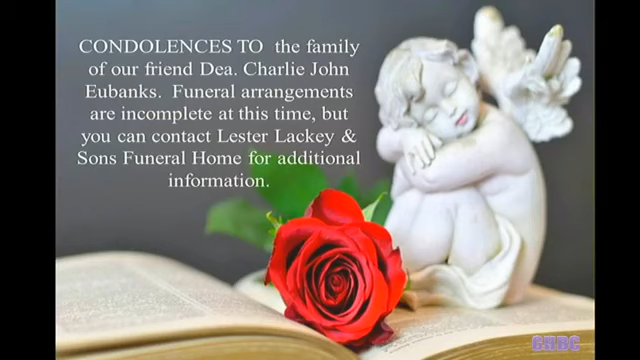 CONDOLENCES TO the family
of our friend Dea. Charlie John
Eubanks. Funeral arrangements
are incomplete at this time, but
you can contact Lester Lackey &
Sons Funeral Home for additional
information.